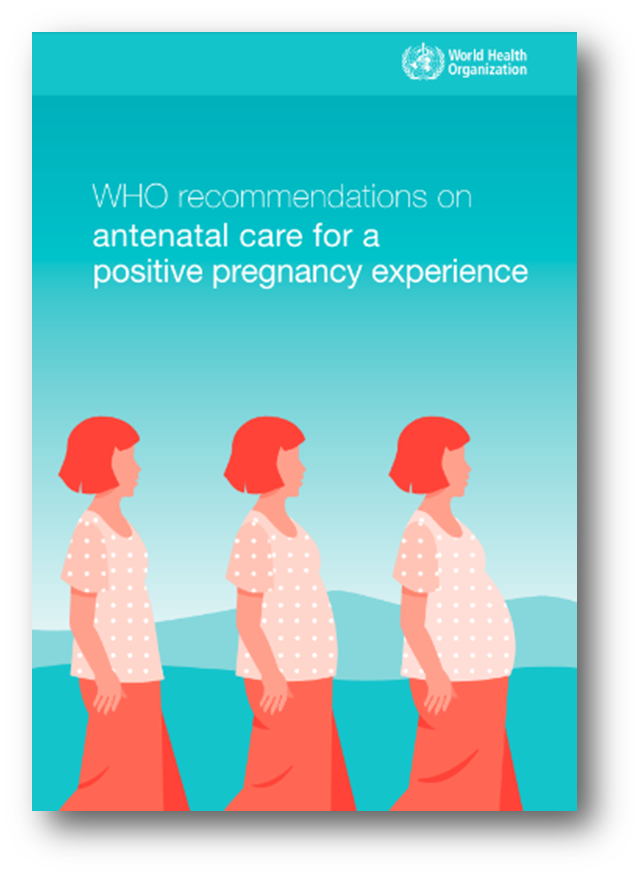 World Health
Organization
WHO recommendations on
antenatal care for a
positive pregnancy experience